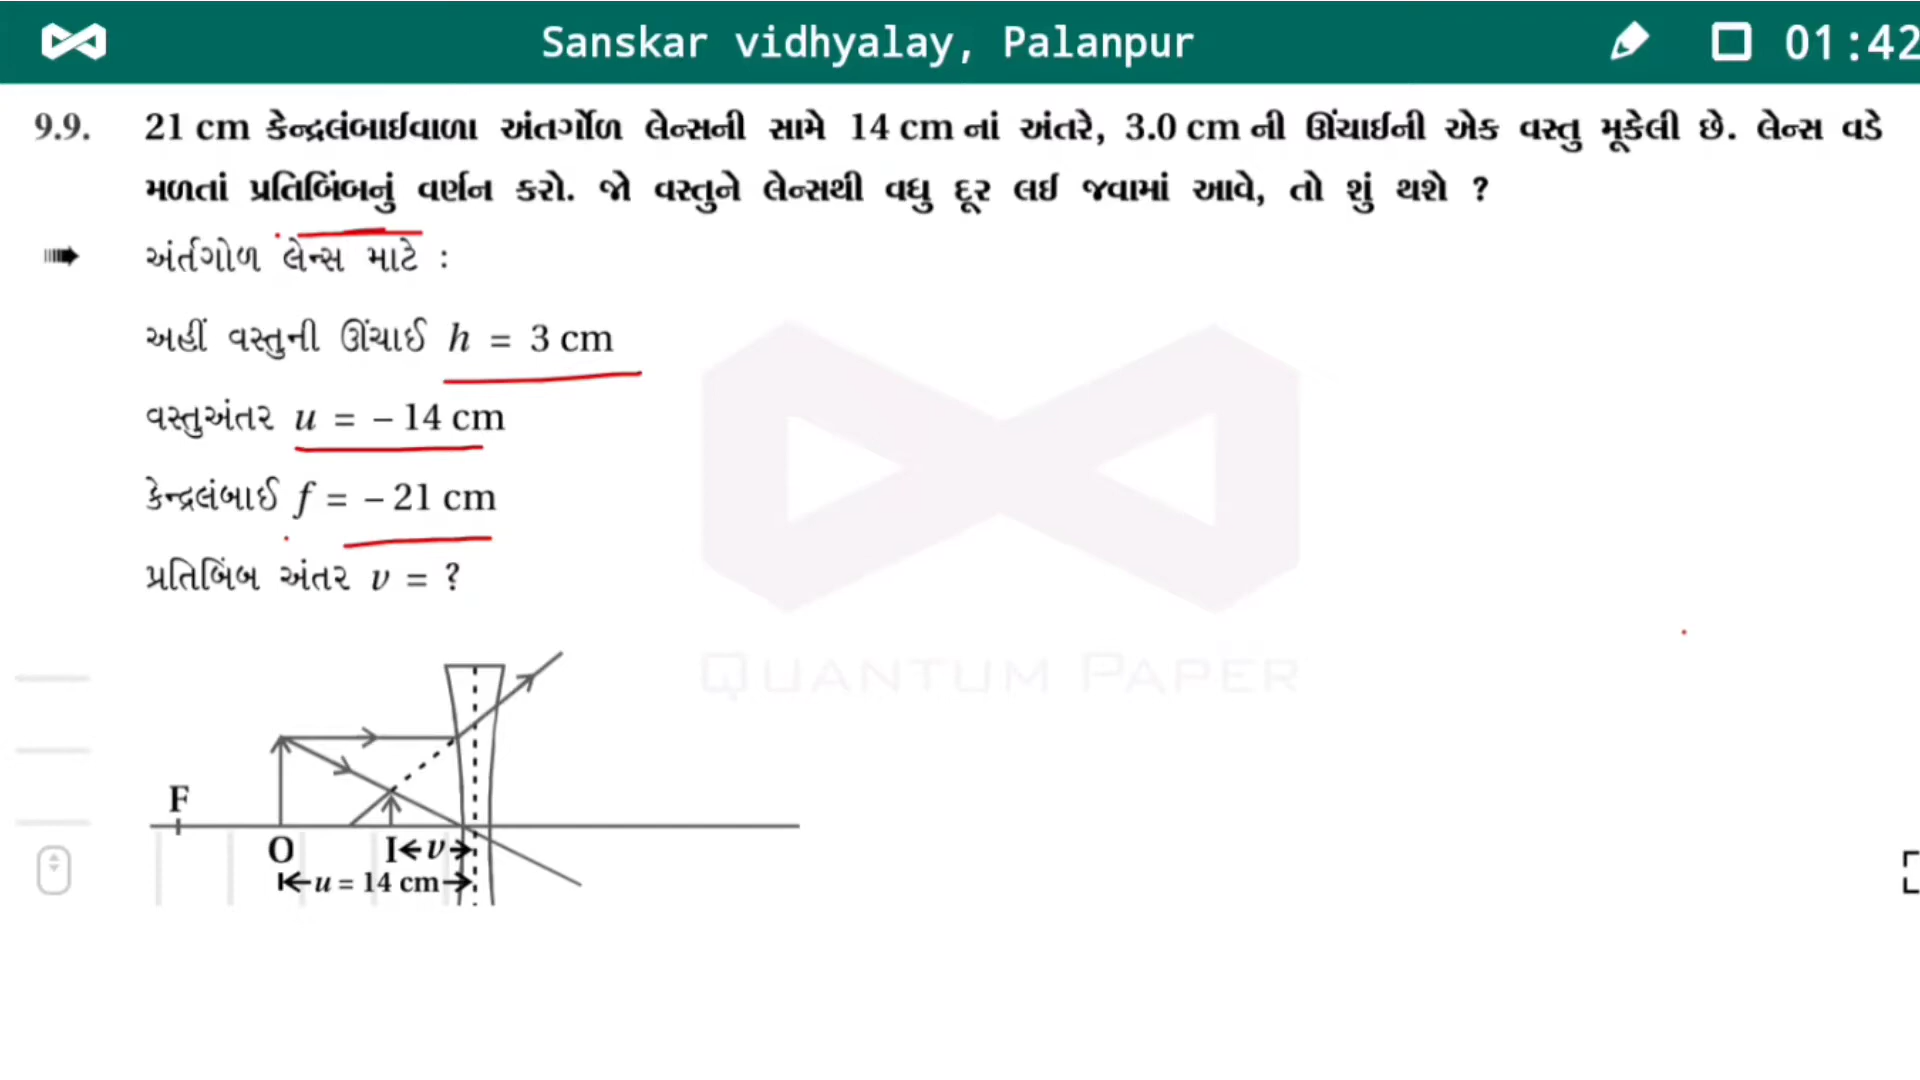 Sanskar vidhyalay, Palanpur
01:42
9.9. 21 cm કેન્દ્રલંબાઈવાળા અંતર્ગોળ લેન્સની સામે 14 cm નાં અંતરે, 3.0 cm ની ઊંચાઈની એક વસ્તુ મૂકેલી છે. લેન્સ વડે
મળતાં પ્રતિબિંબનું વર્ણન કરો. જો વસ્તુને લેન્સથી વધુ દૂર લઈ જવામાં આવે, તો શું થશે ?
અંર્તગોળ લેન્સ માટે :
અહીં વસ્તુની ઊંચાઈ h = 3 cm
વસ્તુઅંતર u = – 14 cm
કેન્દ્રલંબાઈ f = – 21 cm
પ્રતિબિંબ અંતર v = ?
QUANTUM PAPER
F
O I v
u = 14 cm